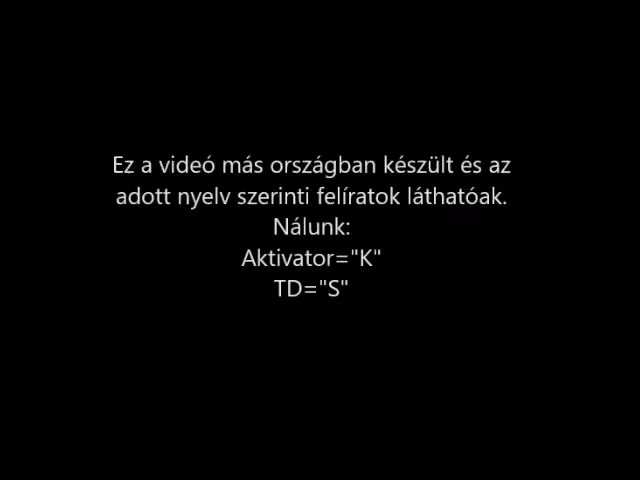 Ez a videó más országban készült és az
adott nyelv szerinti felíratok láthatóak.
Nálunk:
Aktivator="K"
TD="S"